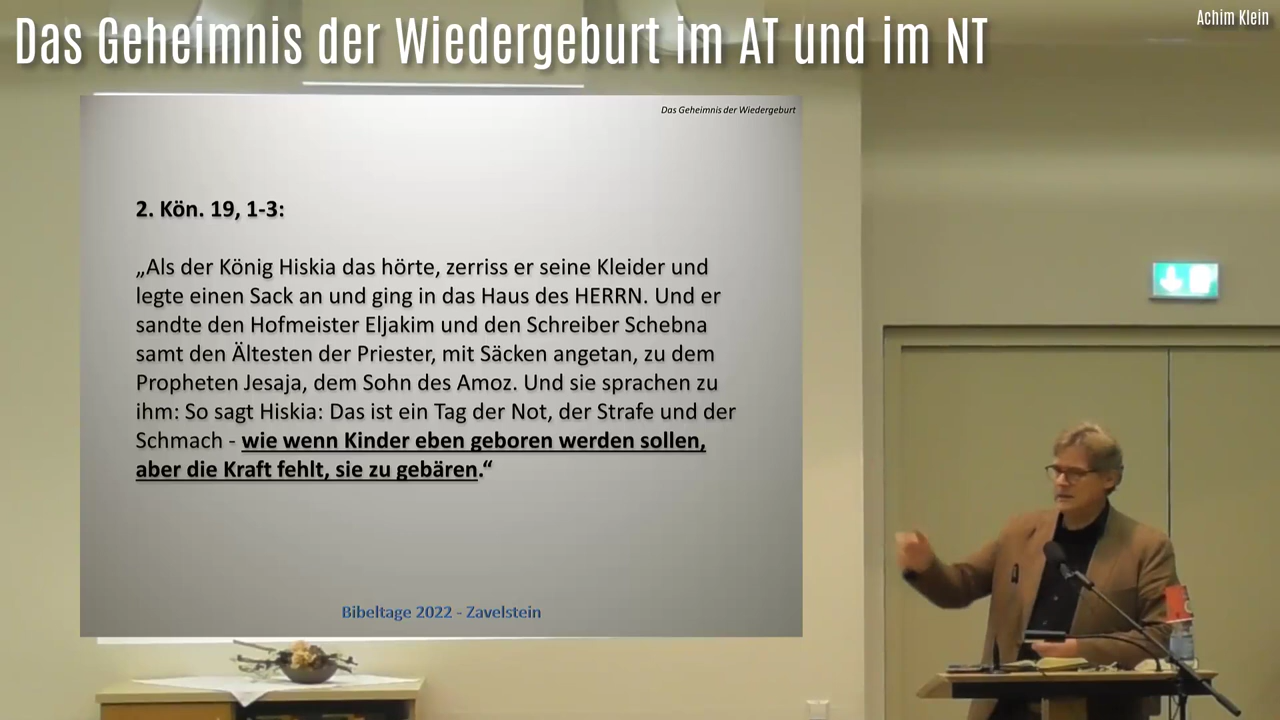 Das Geheimnis der Wiedergeburt im AT und im NT
Achim Klein
Das Geheimnis der Wiedergeburt
2. Kön. 19, 1-3:
„Als der König Hiskia das hörte, zerriss er seine Kleider und
legte einen Sack an und ging in das Haus des HERRN. Und er
sandte den Hofmeister Eljakim und den Schreiber Schebna
samt den Ältesten der Priester, mit Säcken angetan, zu dem
Propheten Jesaja, dem Sohn des Amoz. Und sie sprachen zu
ihm: So sagt Hiskia: Das ist ein Tag der Not, der Strafe und der
Schmach - wie wenn Kinder eben geboren werden sollen,
aber die Kraft fehlt, sie zu gebären.“
Bibeltage 2022 - Zavelstein